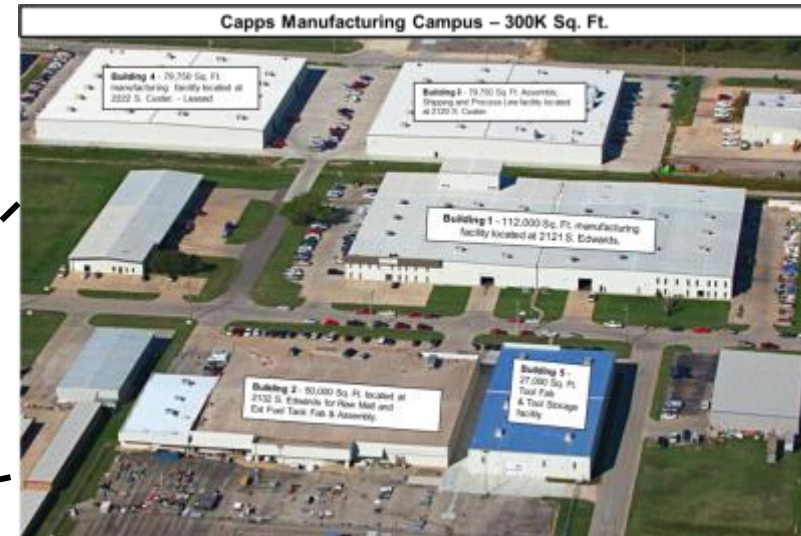 Capps Manufacturing Campus – 300K Sq. Ft.
Building 4 - 79,750 Sq. Ft.
manufacturing facility located at
2222 S. Custer. - Leased
Building 3 - 79,750 Sq. Ft. Assembly,
Shipping and Process Line facility located
at 2120 S. Custer.
Building 1 - 112,000 Sq. Ft. manufacturing
facility located at 2121 S. Edwards.
Building 2 - 50,000 Sq. Ft. located at
2132 S. Edwards for Raw Matl and
Ext Fuel Tank Fab & Assembly.
Building 5 -
27,000 Sq. Ft.
Tool Fab
& Tool Storage
facility